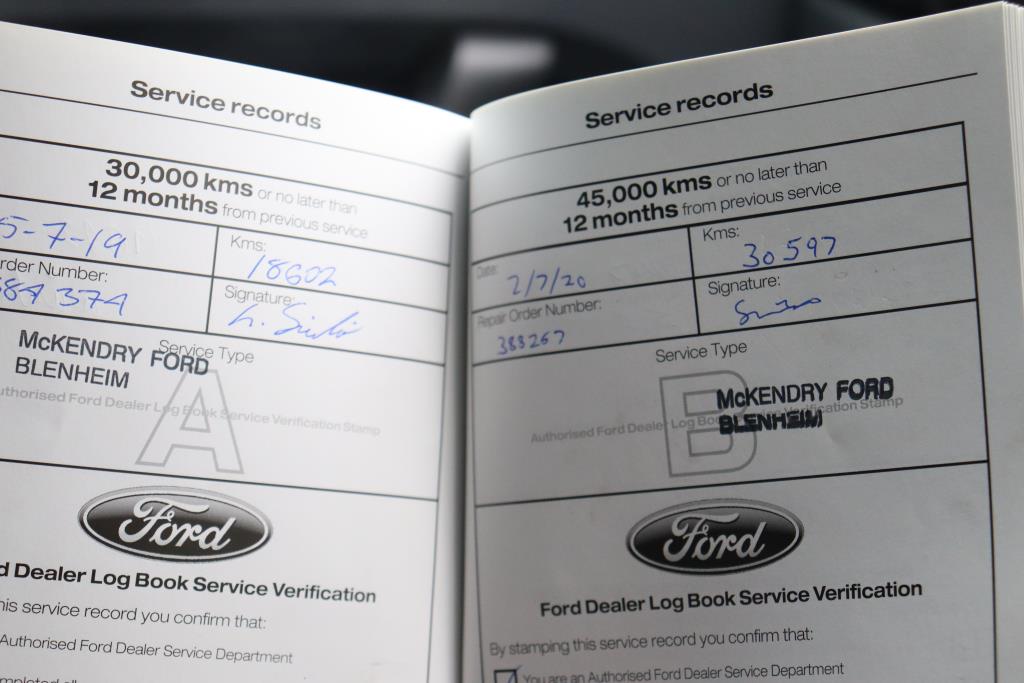 Service records
30,000 kms or no later than
12 months from previous service
5-7-19
Kms:
18602
rder Number:
384 374
Signature:
Service Type
McKENDRY FORD
BLENHEIM
uthorised Ford Dealer Log Book Service Verification Stamp
A
Ford
d Dealer Log Book Service Verification
his service record you confirm that:
Authorised Ford Dealer Service Department
Service records
45,000 kms or no later than
12 months from previous service
Date:
2/7/20
Kms:
30597
Repair Order Number:
388267
Signature:
Service Type
B
McKENDRY FORD
BLENHEIM
Authorised Ford Dealer Log Book Service Verification Stamp
Ford
Ford Dealer Log Book Service Verification
By stamping this service record you confirm that:
You are an Authorised Ford Dealer Service Department